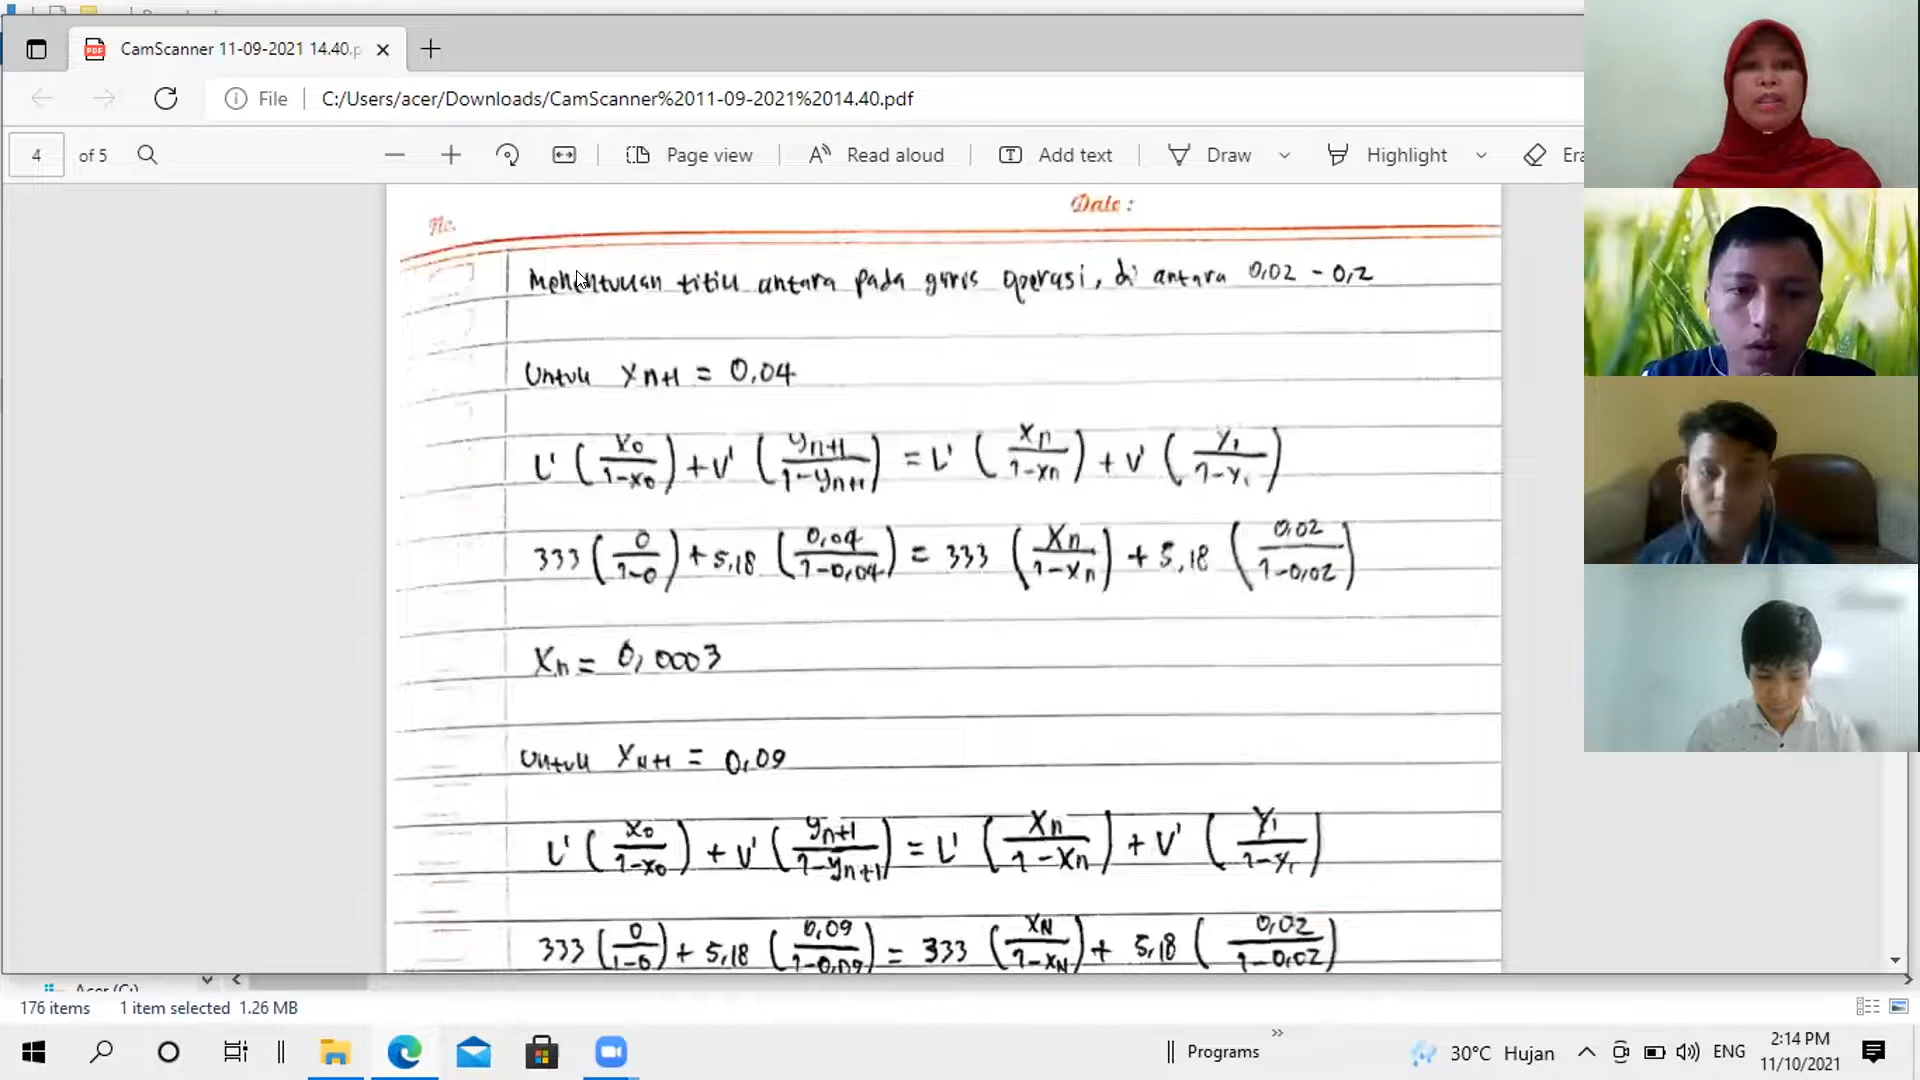 CamScanner 11-09-2021 14.40.p
File
C:/Users/acer/Downloads/CamScanner%2011-09-2021%2014.40.pdf
4 of 5
Page view
Read aloud
Add text
Draw
Highlight
Era
No.
Date :
Menentukan titik antara pada garis operasi, di antara 0,02 - 0,2
Untuk Yn+1 = 0,04
L' (x0/1-x0) + V' (yn+1/1-yn+1) = L' (xn/1-xn) + V' (y1/1-y1)
333 (0/1-0) + 5,18 (0,04/1-0,04) = 333 (xn/1-xn) + 5,18 (0,02/1-0,02)
Xn = 0,0003
Untuk YN+1 = 0,09
L' (x0/1-x0) + V' (yn+1/1-yn+1) = L' (Xn/1-Xn) + V' (Y1/1-Y1)
333 (0/1-0) + 5,18 (0,09/1-0,09) = 333 (XN/1-XN) + 5,18 (0,02/1-0,02)
Acer (C:)
176 items
1 item selected 1.26 MB
Programs
30°C Hujan
ENG
2:14 PM
11/10/2021